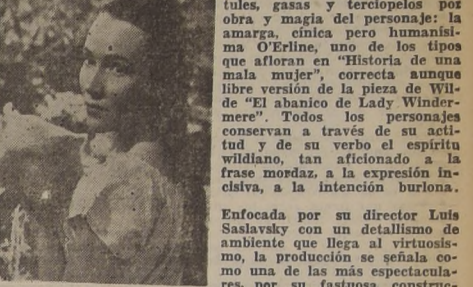 tules, gasas y terciopelos por
obra y magia del personaje: la
amarga, cínica pero humanísi-
ma O'Erline, uno de los tipos
que afloran en "Historia de una
mala mujer", correcta aunque
libre versión de la pieza de Wil-
de "El abanico de Lady Winder-
mere". Todos los personajes
conservan a través de su acti-
tud y de su verbo el espíritu
wildiano, tan aficionado a la
frase mordaz, a la expresión in-
cisiva, a la intención burlona.
Enfocada por su director Luis
Saslavsky con un detallismo de
ambiente que llega al virtuosis-
mo, la producción se señala co-
mo una de las más espectacula-
res, por su fastuosa construc-